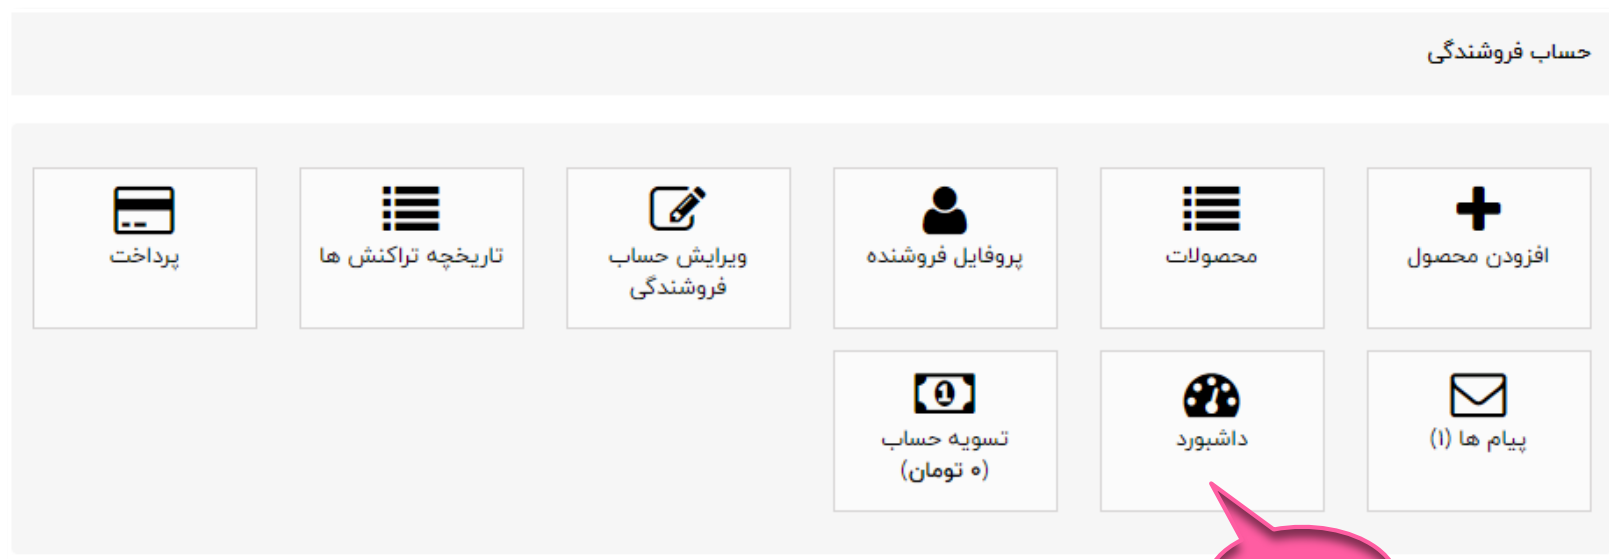 حساب فروشندگی
افزودن محصول
محصولات
پروفایل فروشنده
ویرایش حساب
فروشندگی
تاریخچه تراکنش ها
پرداخت
پیام ها (۱)
داشبورد
تسویه حساب
(۰ تومان)